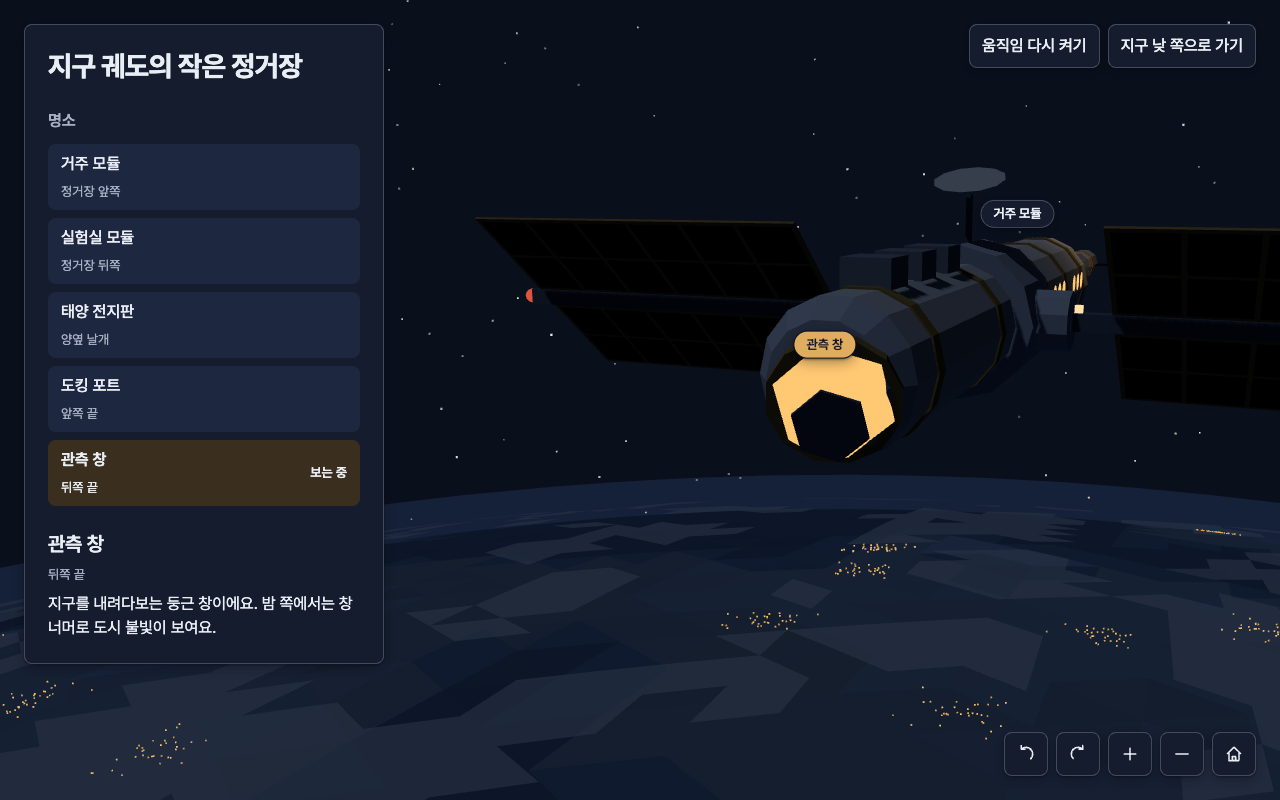 지구 궤도의 작은 정거장
명소
거주 모듈
정거장 앞쪽
실험실 모듈
정거장 뒤쪽
태양 전지판
양옆 날개
도킹 포트
앞쪽 끝
관측 창
뒤쪽 끝
보는 중
관측 창
뒤쪽 끝
지구를 내려다보는 둥근 창이에요. 밤 쪽에서는 창
너머로 도시 불빛이 보여요.
움직임 다시 켜기
지구 낮 쪽으로 가기
거주 모듈
관측 창